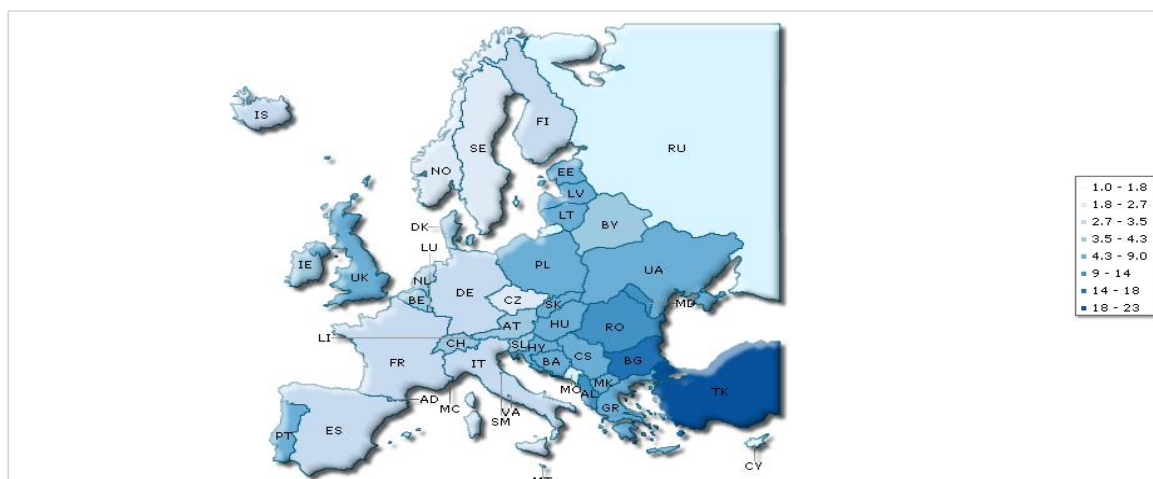 IS
FI
SE
RU
NO
EE
LV
LT
BY
DK
LU
IE
UK
NL
BE
DE
PL
UA
CZ
SK
MD
LI
AT
HU
RO
CH
SL
HY
FR
IT
BA
CS
BG
MO
MK
AL
TK
AD
MC
VA
SM
GR
PT
ES
CY
MT
1.0 - 1.8
1.8 - 2.7
2.7 - 3.5
3.5 - 4.3
4.3 - 9.0
9 - 14
14 - 18
18 - 23